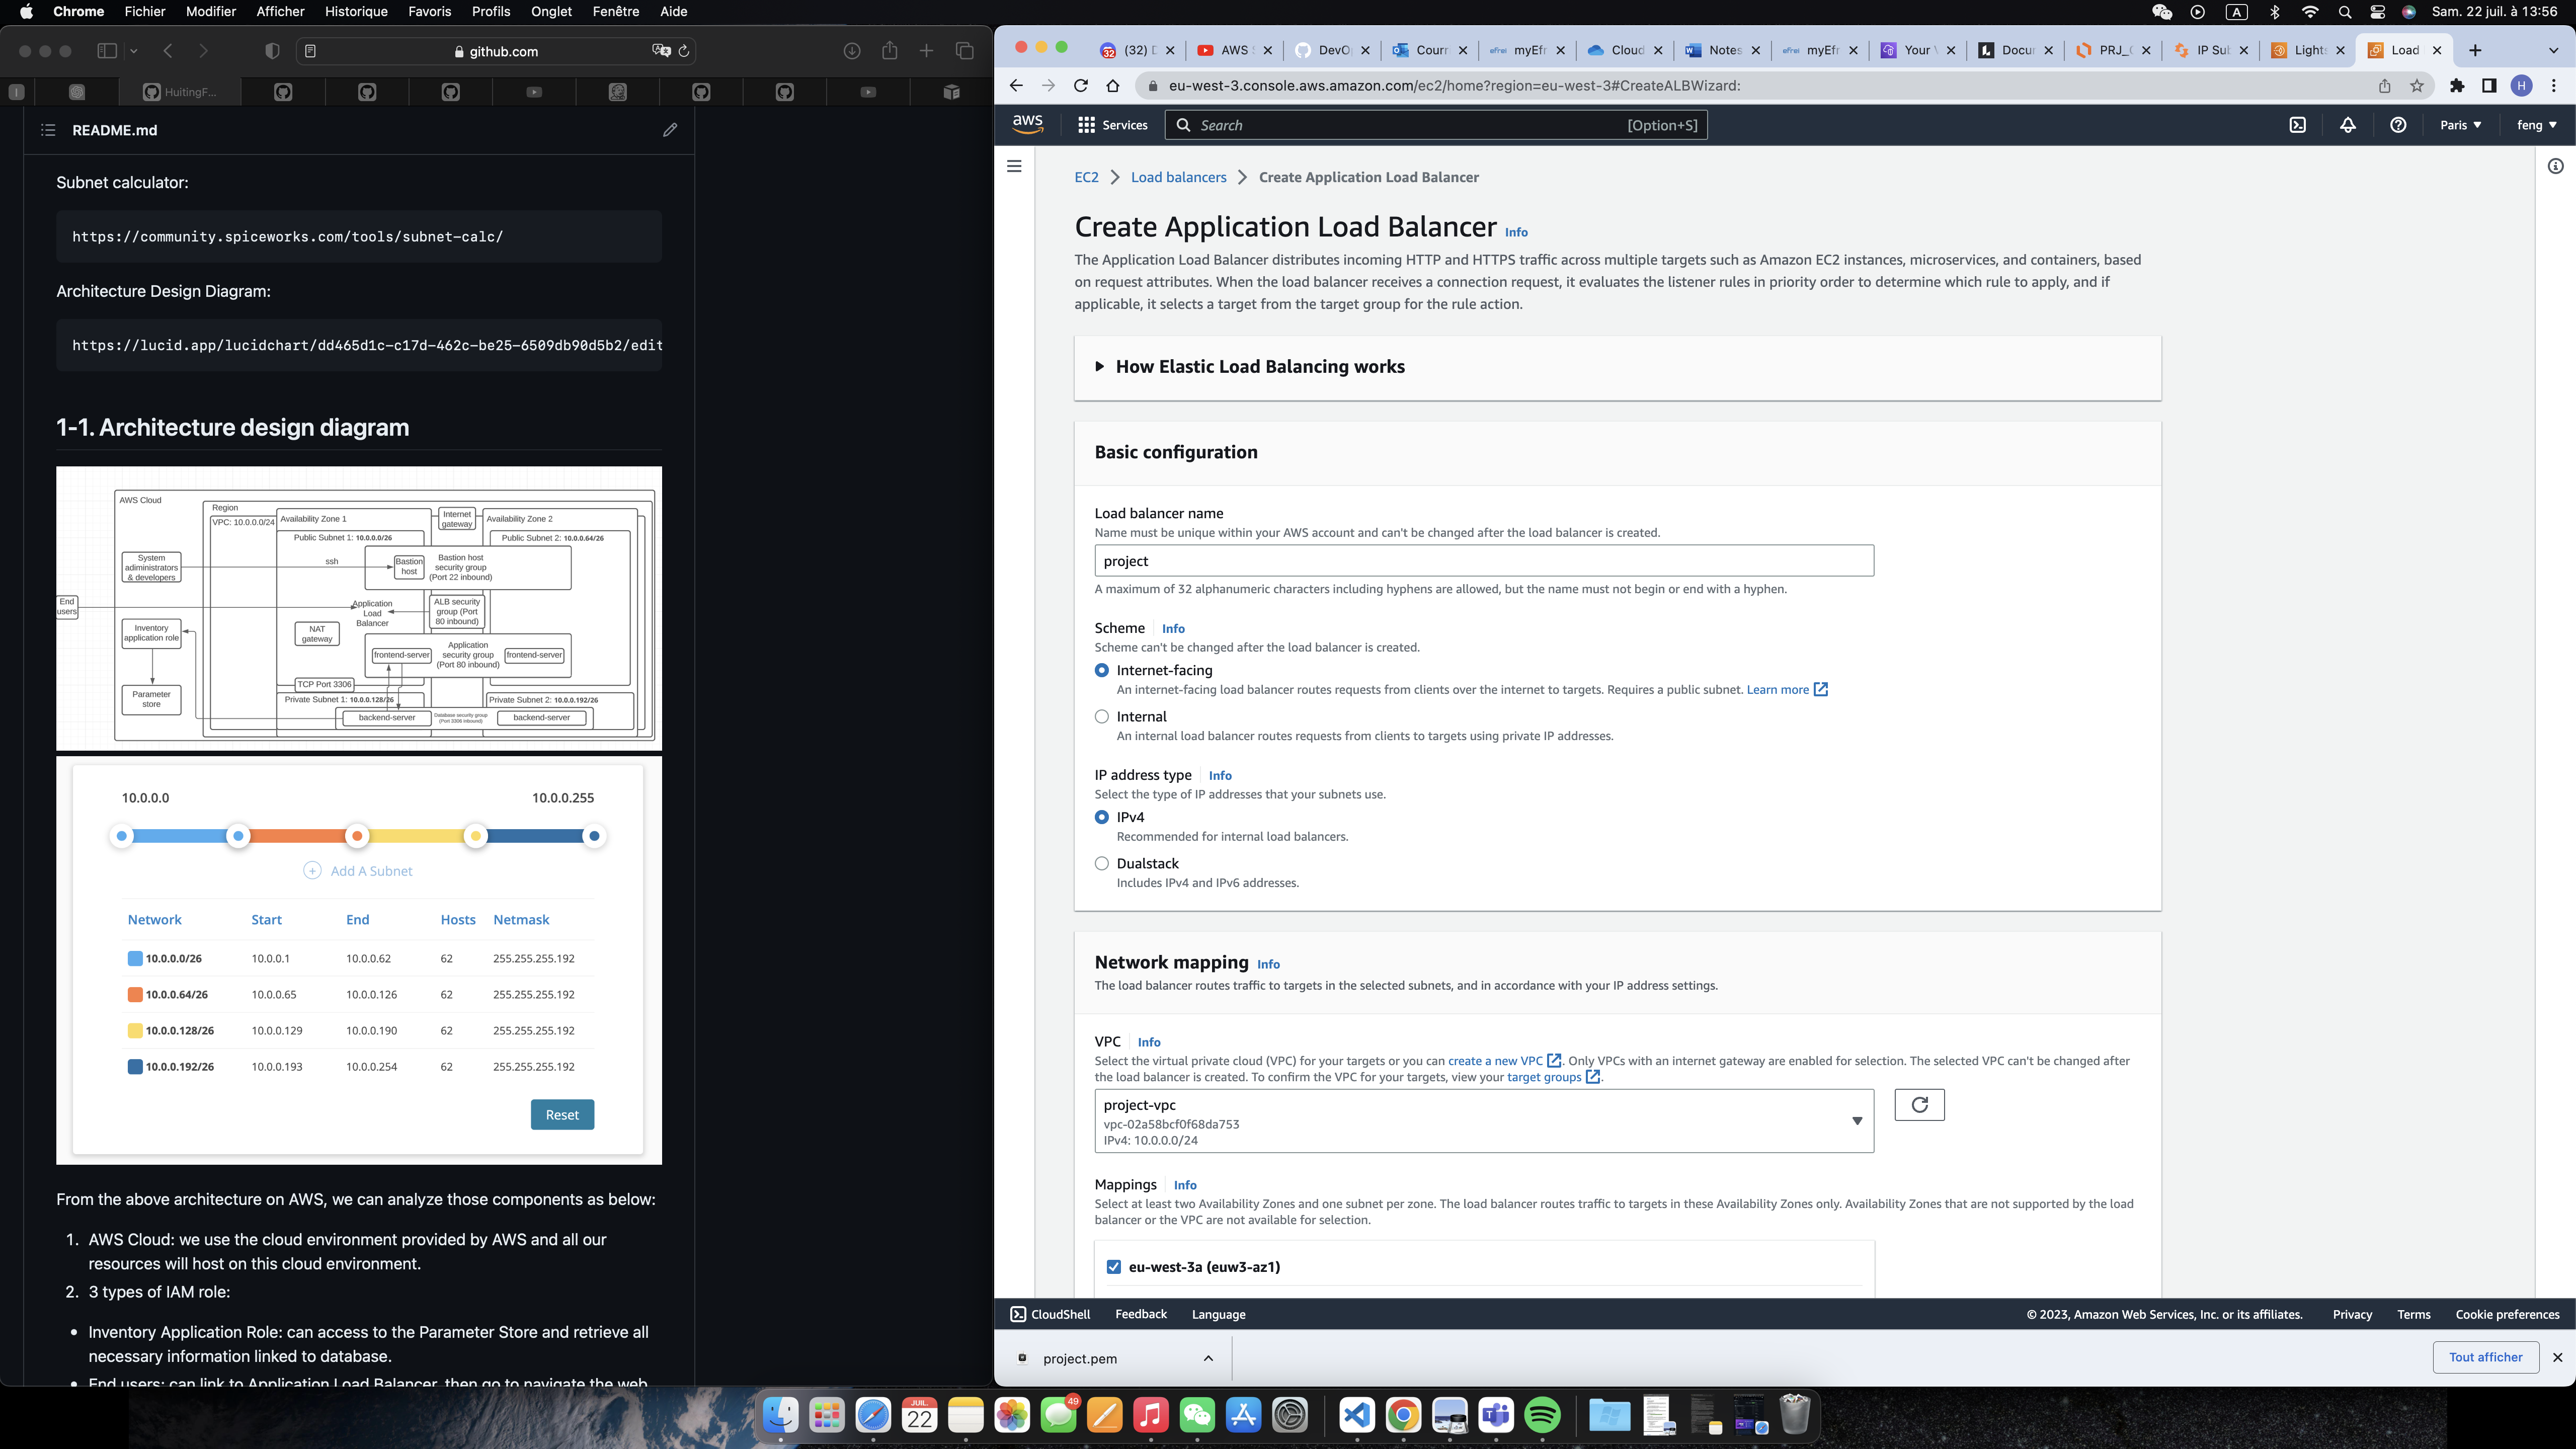 Chrome Fichier Modifier Afficher Historique Favoris Profils Onglet Fenêtre Aide
A Sam. 22 juil. à 13:56
github.com
HuitingF...
README.md
Subnet calculator:
https://community.spiceworks.com/tools/subnet-calc/
Architecture Design Diagram:
https://lucid.app/lucidchart/dd465d1c-c17d-462c-be25-6509db90d5b2/edit
1-1. Architecture design diagram
AWS Cloud
Region
VPC: 10.0.0.0/24
Availability Zone 1
Internet
gateway
Availability Zone 2
Public Subnet 1: 10.0.0.0/26
Public Subnet 2: 10.0.0.64/26
System
adiministrators
& developers
ssh
Bastion
host
Bastion host
security group
(Port 22 inbound)
End
users
Application
Load
Balancer
ALB security
group (Port
80 inbound)
Inventory
application role
NAT
gateway
Application
security group
(Port 80 inbound)
frontend-server
frontend-server
TCP Port 3306
Parameter
store
Private Subnet 1: 10.0.0.128/26
Private Subnet 2: 10.0.0.192/26
backend-server
Database security group
(Port 3306 inbound)
backend-server
10.0.0.0 10.0.0.255
Add A Subnet
Network Start End Hosts Netmask
10.0.0.0/26 10.0.0.1 10.0.0.62 62 255.255.255.192
10.0.0.64/26 10.0.0.65 10.0.0.126 62 255.255.255.192
10.0.0.128/26 10.0.0.129 10.0.0.190 62 255.255.255.192
10.0.0.192/26 10.0.0.193 10.0.0.254 62 255.255.255.192
Reset
From the above architecture on AWS, we can analyze those components as below:
1. AWS Cloud: we use the cloud environment provided by AWS and all our
resources will host on this cloud environment.
2. 3 types of IAM role:
• Inventory Application Role: can access to the Parameter Store and retrieve all
necessary information linked to database.
• End users: can link to Application Load Balancer, then go to navigate the web
(32) D AWS S DevO Courri efrei myEfr Cloud Notes efrei myEfr Your V Docum PRJ_C IP Sub Lights Load
eu-west-3.console.aws.amazon.com/ec2/home?region=eu-west-3#CreateALBWizard:
H
aws Services Search [Option+S] Paris feng
EC2 Load balancers Create Application Load Balancer
Create Application Load Balancer Info
The Application Load Balancer distributes incoming HTTP and HTTPS traffic across multiple targets such as Amazon EC2 instances, microservices, and containers, based
on request attributes. When the load balancer receives a connection request, it evaluates the listener rules in priority order to determine which rule to apply, and if
applicable, it selects a target from the target group for the rule action.
How Elastic Load Balancing works
Basic configuration
Load balancer name
Name must be unique within your AWS account and can't be changed after the load balancer is created.
project
A maximum of 32 alphanumeric characters including hyphens are allowed, but the name must not begin or end with a hyphen.
Scheme Info
Scheme can't be changed after the load balancer is created.
Internet-facing
An internet-facing load balancer routes requests from clients over the internet to targets. Requires a public subnet. Learn more
Internal
An internal load balancer routes requests from clients to targets using private IP addresses.
IP address type Info
Select the type of IP addresses that your subnets use.
IPv4
Recommended for internal load balancers.
Dualstack
Includes IPv4 and IPv6 addresses.
Network mapping Info
The load balancer routes traffic to targets in the selected subnets, and in accordance with your IP address settings.
VPC Info
Select the virtual private cloud (VPC) for your targets or you can create a new VPC. Only VPCs with an internet gateway are enabled for selection. The selected VPC can't be changed after
the load balancer is created. To confirm the VPC for your targets, view your target groups.
project-vpc
vpc-02a58bcf0f68da753
IPv4: 10.0.0.0/24
Mappings Info
Select at least two Availability Zones and one subnet per zone. The load balancer routes traffic to targets in these Availability Zones only. Availability Zones that are not supported by the load
balancer or the VPC are not available for selection.
eu-west-3a (euw3-az1)
CloudShell Feedback Language © 2023, Amazon Web Services, Inc. or its affiliates. Privacy Terms Cookie preferences
project.pem
Tout afficher
JUIL.
22
49